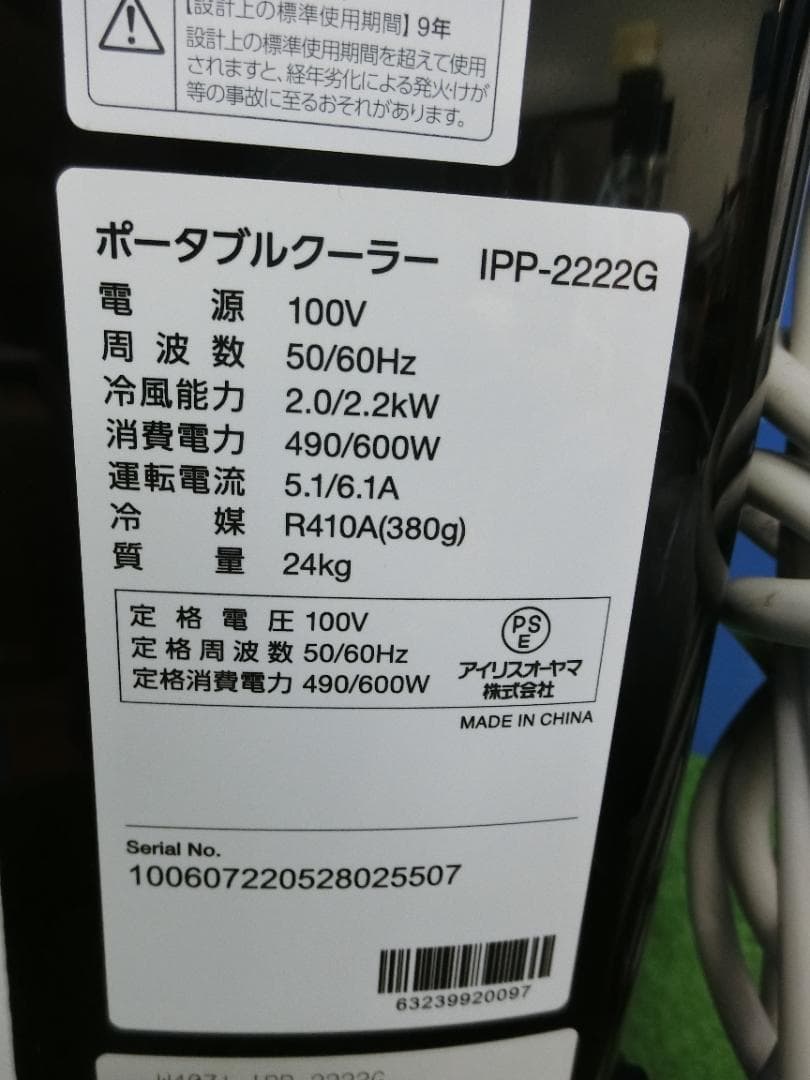 【設計上の標準使用期間】9年
設計上の標準使用期間を超えて使用
されますと、経年劣化による発火・けが
等の事故に至るおそれがあります。
ポータブルクーラー IPP-2222G
電源 100V
周波数 50/60Hz
冷風能力 2.0/2.2kW
消費電力 490/600W
運転電流 5.1/6.1A
冷媒 R410A(380g)
質量 24kg
定格電圧 100V
定格周波数 50/60Hz
定格消費電力 490/600W
PS
E
アイリスオーヤマ
株式会社
MADE IN CHINA
Serial No.
100607220528025507
63239920097
IPP-2222G